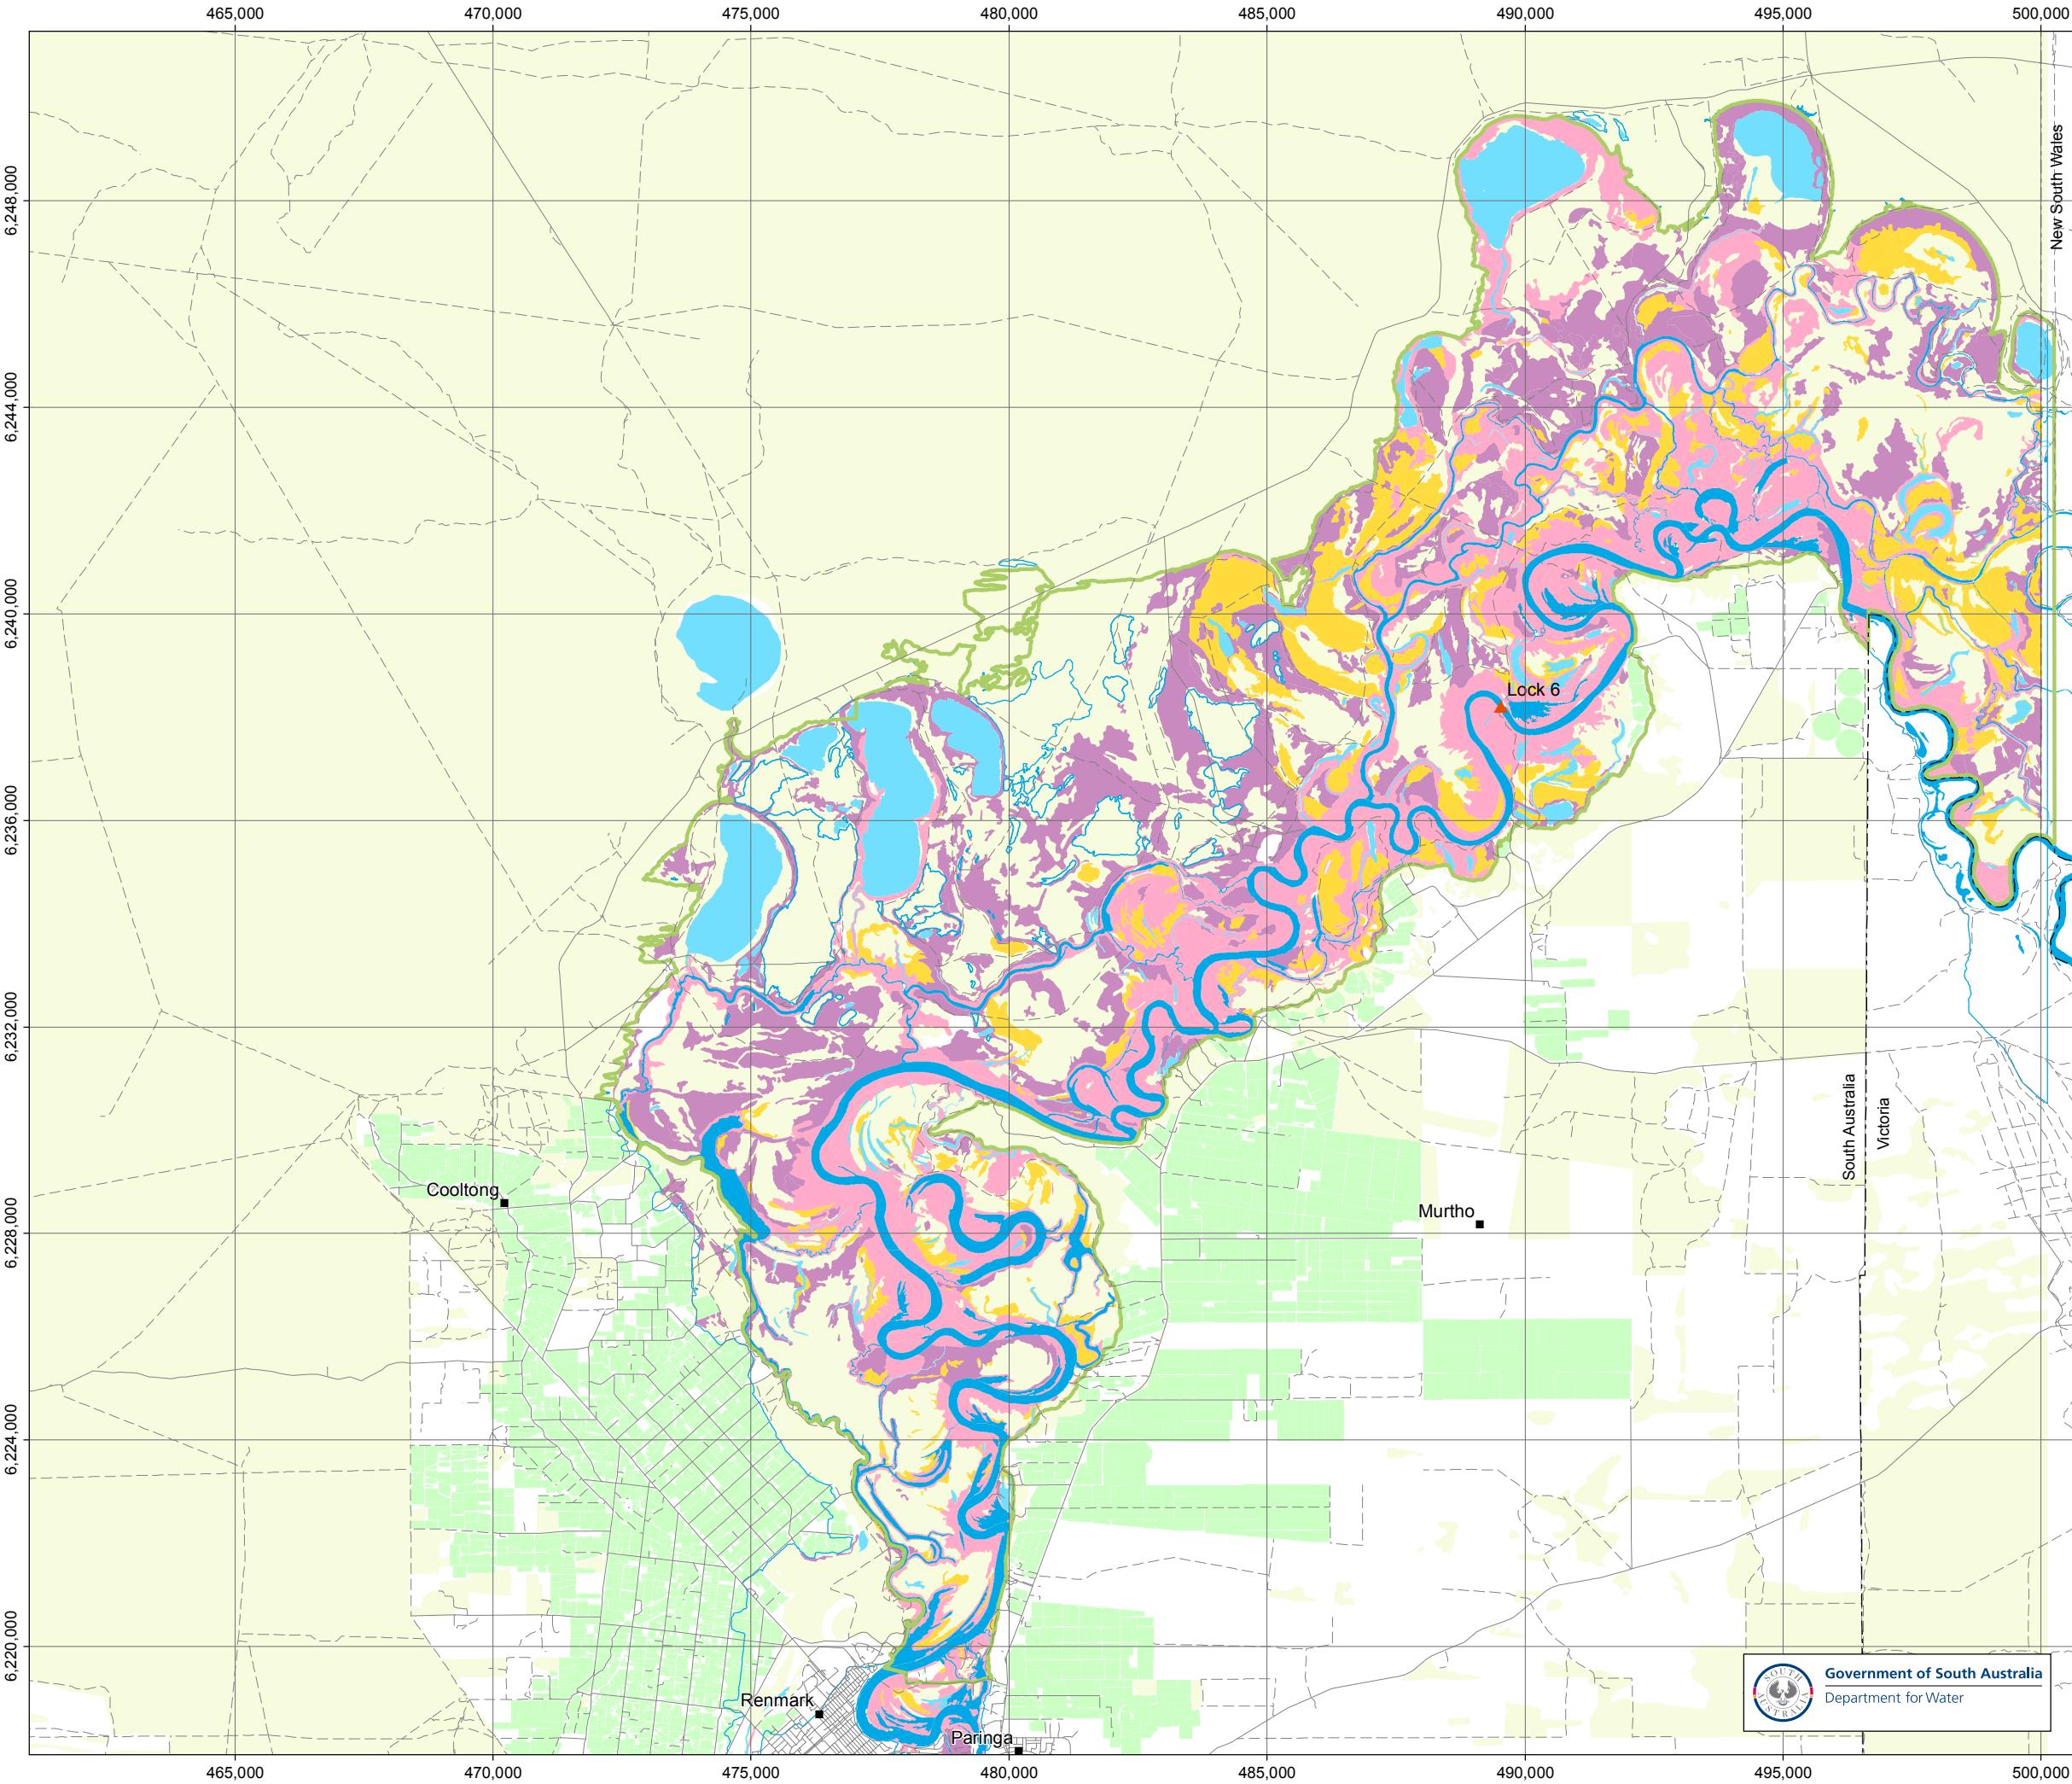 465,000 470,000 475,000 480,000 485,000 490,000 495,000 500,000
New South Wales
6,248,000
6,244,000
6,240,000
Lock 6
6,236,000
6,232,000
South Australia
Victoria
Cooltong
Murtho
6,228,000
6,224,000
6,220,000
SOUTH
AUSTRALIA
Government of South Australia
Department for Water
Renmark
Paringa
465,000 470,000 475,000 480,000 485,000 490,000 495,000 500,000